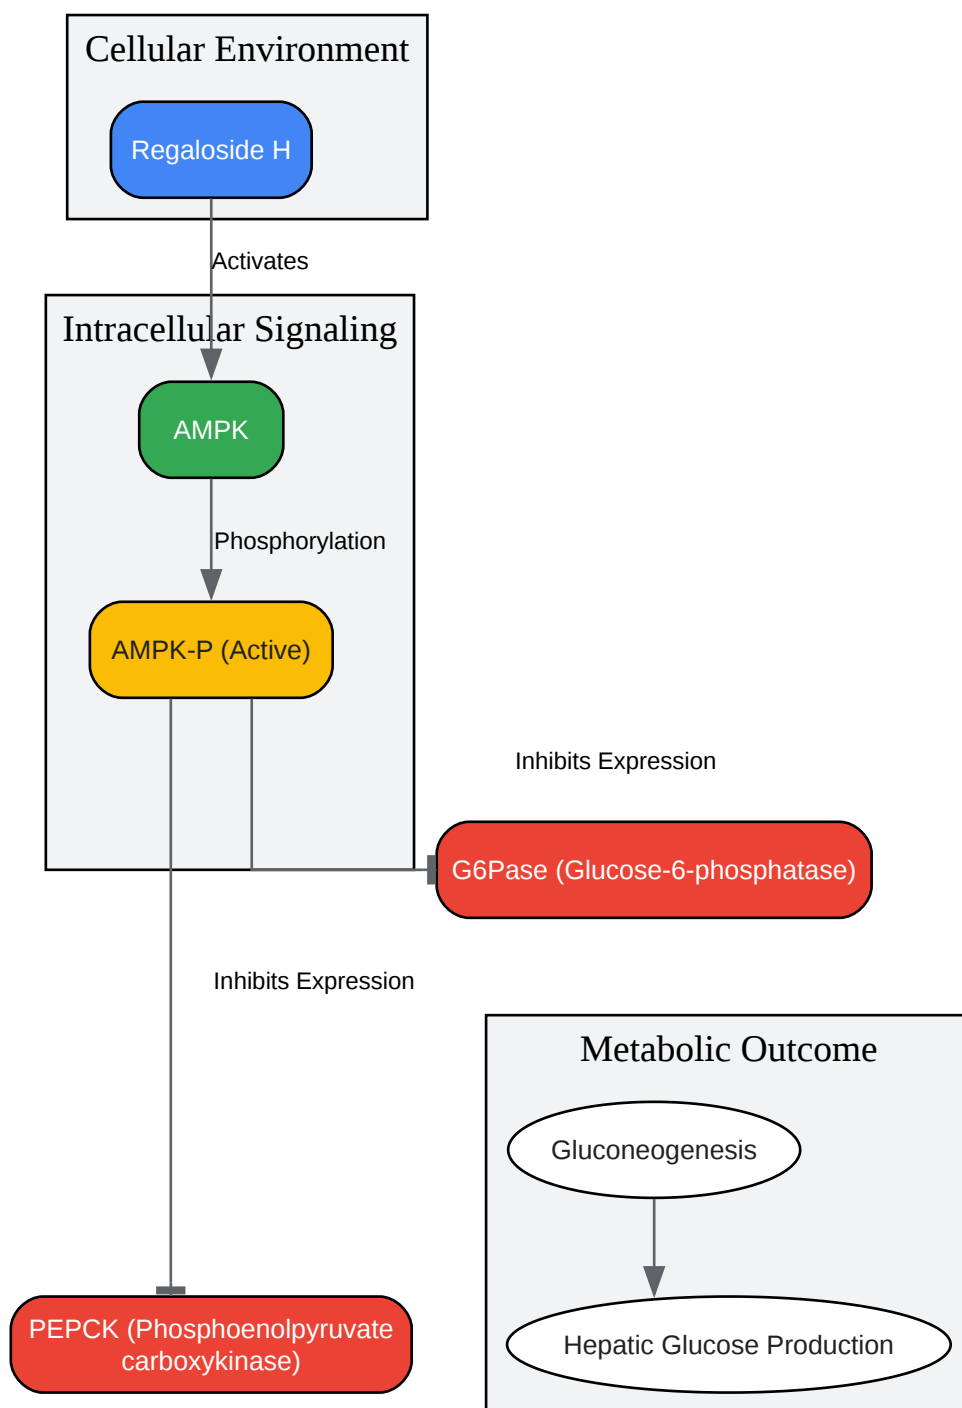 Cellular Environment
Regaloside H
Activates
Intracellular Signaling
AMPK
Phosphorylation
AMPK-P (Active)
Inhibits Expression
G6Pase (Glucose-6-phosphatase)
Inhibits Expression
Metabolic Outcome
Gluconeogenesis
PEPCK (Phosphoenolpyruvate
carboxykinase)
Hepatic Glucose Production